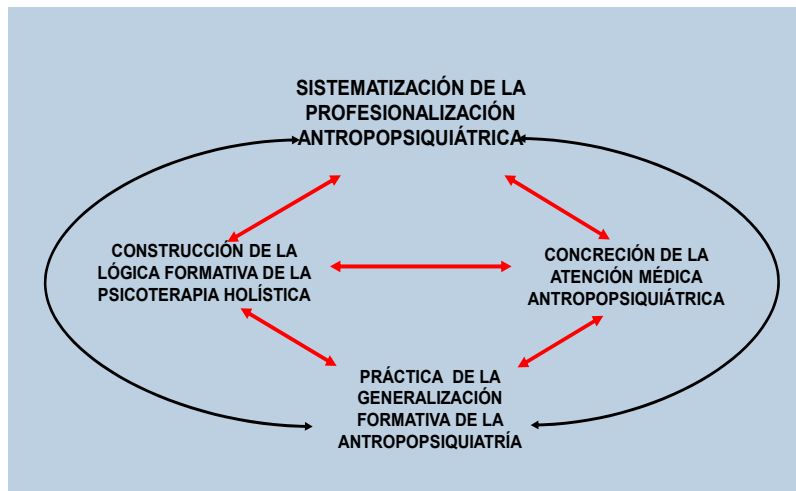 SISTEMATIZACIÓN DE LA
PROFESIONALIZACIÓN
ANTROPOPSIQUIÁTRICA
CONSTRUCCIÓN DE LA
LÓGICA FORMATIVA DE LA
PSICOTERAPIA HOLÍSTICA
CONCRECIÓN DE LA
ATENCIÓN MÉDICA
ANTROPOPSIQUIÁTRICA
PRÁCTICA DE LA
GENERALIZACIÓN
FORMATIVA DE LA
ANTROPOPSIQUIATRÍA